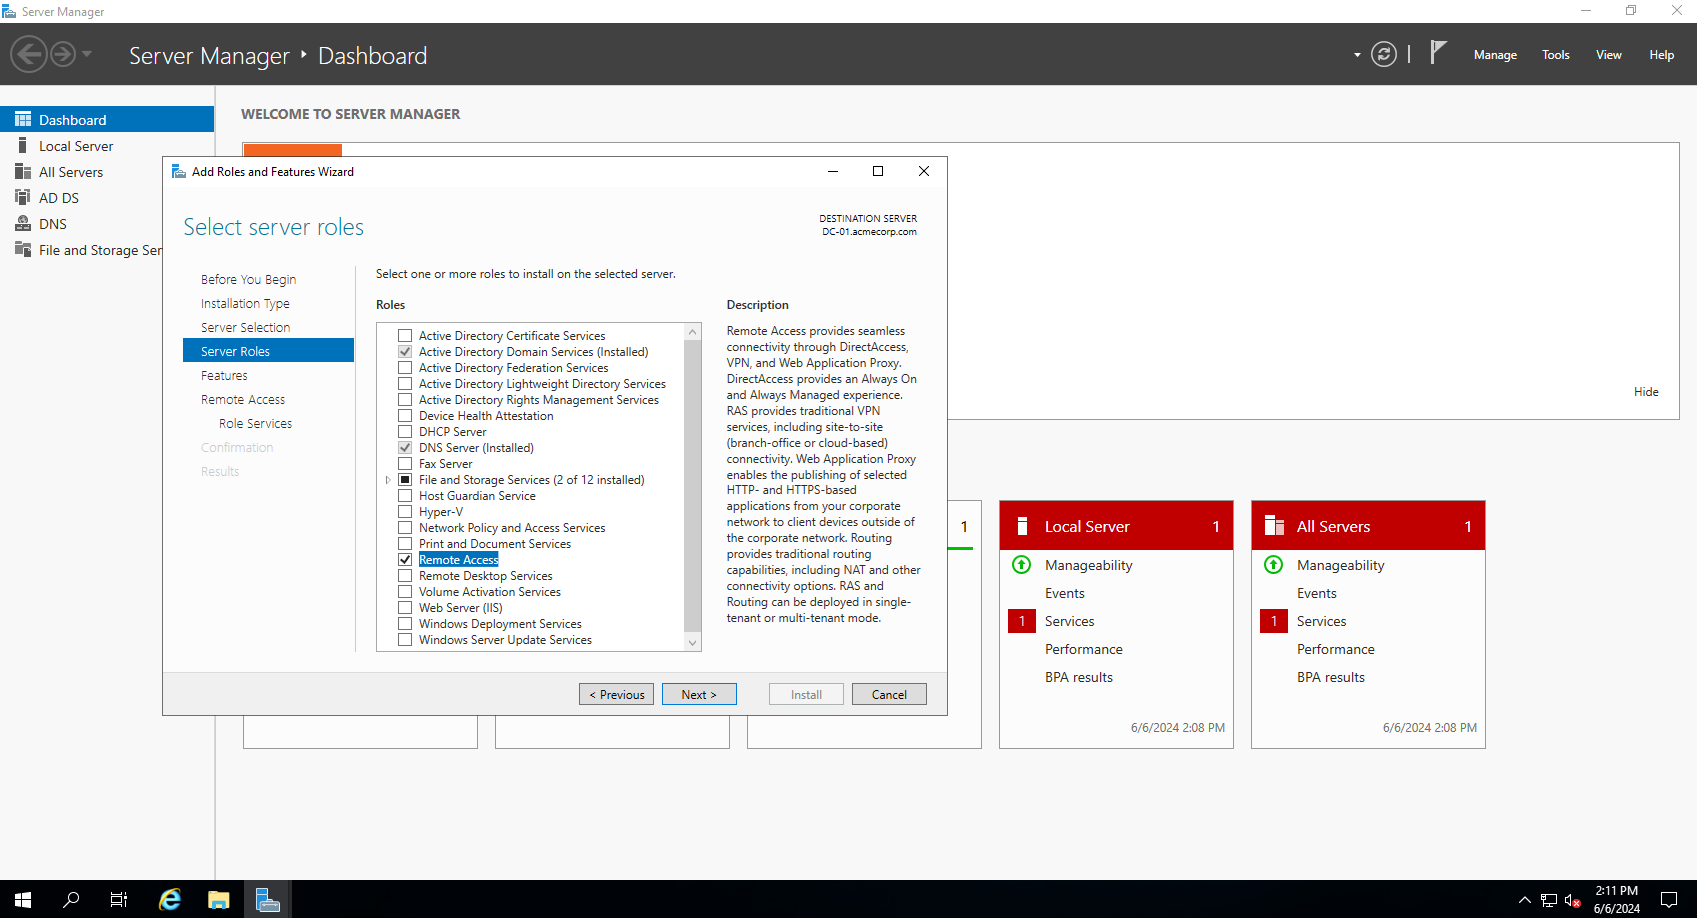 Server Manager
Server Manager • Dashboard
Manage Tools View Help
Dashboard
Local Server
All Servers
AD DS
DNS
File and Storage Ser
WELCOME TO SERVER MANAGER
Hide
Add Roles and Features Wizard
Select server roles
DESTINATION SERVER
DC-01.acmecorp.com
Before You Begin
Installation Type
Server Selection
Server Roles
Features
Remote Access
Role Services
Confirmation
Results
Select one or more roles to install on the selected server.
Roles
Active Directory Certificate Services
Active Directory Domain Services (Installed)
Active Directory Federation Services
Active Directory Lightweight Directory Services
Active Directory Rights Management Services
Device Health Attestation
DHCP Server
DNS Server (Installed)
Fax Server
File and Storage Services (2 of 12 installed)
Host Guardian Service
Hyper-V
Network Policy and Access Services
Print and Document Services
Remote Access
Remote Desktop Services
Volume Activation Services
Web Server (IIS)
Windows Deployment Services
Windows Server Update Services
Description
Remote Access provides seamless
connectivity through DirectAccess,
VPN, and Web Application Proxy.
DirectAccess provides an Always On
and Always Managed experience.
RAS provides traditional VPN
services, including site-to-site
(branch-office or cloud-based)
connectivity. Web Application Proxy
enables the publishing of selected
HTTP- and HTTPS-based
applications from your corporate
network to client devices outside of
the corporate network. Routing
provides traditional routing
capabilities, including NAT and other
connectivity options. RAS and
Routing can be deployed in single-
tenant or multi-tenant mode.
< Previous
Next >
Install
Cancel
1
Local Server 1
Manageability
Events
1 Services
Performance
BPA results
6/6/2024 2:08 PM
All Servers 1
Manageability
Events
1 Services
Performance
BPA results
6/6/2024 2:08 PM
2:11 PM
6/6/2024